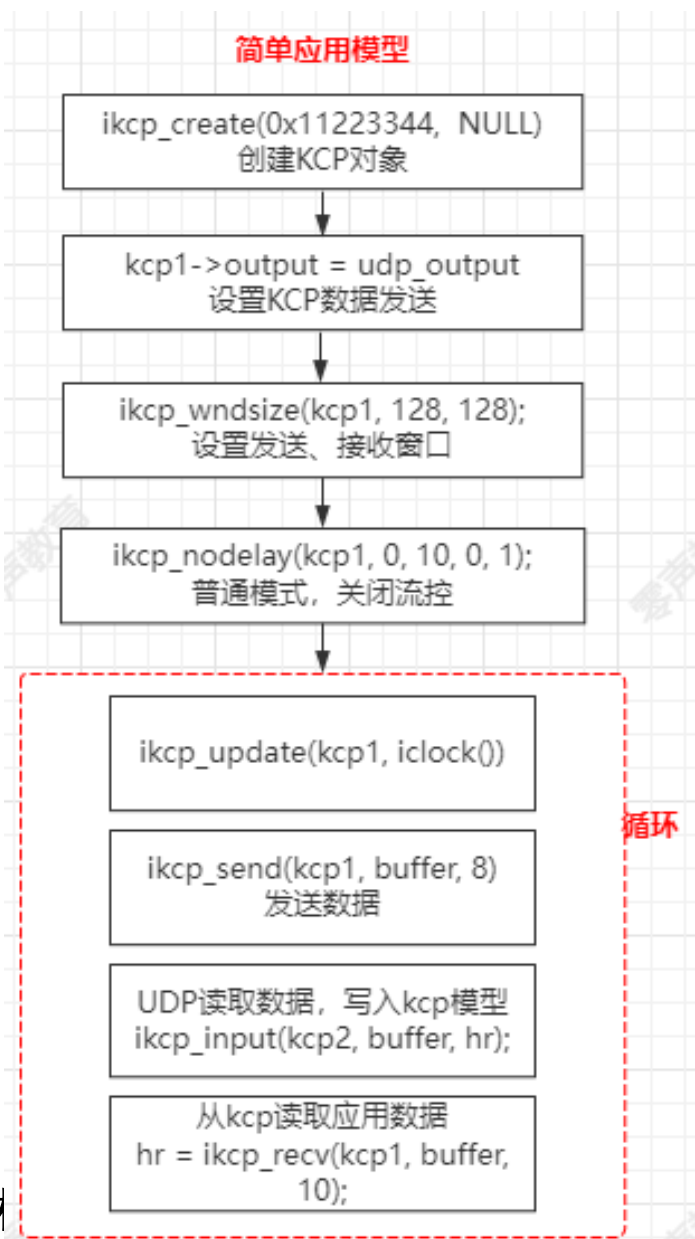 简单应用模型
ikcp_create(0x11223344, NULL)
创建KCP对象
kcp1->output = udp_output
设置KCP数据发送
ikcp_wndsize(kcp1, 128, 128);
设置发送、接收窗口
ikcp_nodelay(kcp1, 0, 10, 0, 1);
普通模式，关闭流控
声教育
零声
ikcp_update(kcp1, iclock())
循环
ikcp_send(kcp1, buffer, 8)
发送数据
UDP读取数据，写入kcp模型
ikcp_input(kcp2, buffer, hr);
从kcp读取应用数据
hr = ikcp_recv(kcp1, buffer,
10);